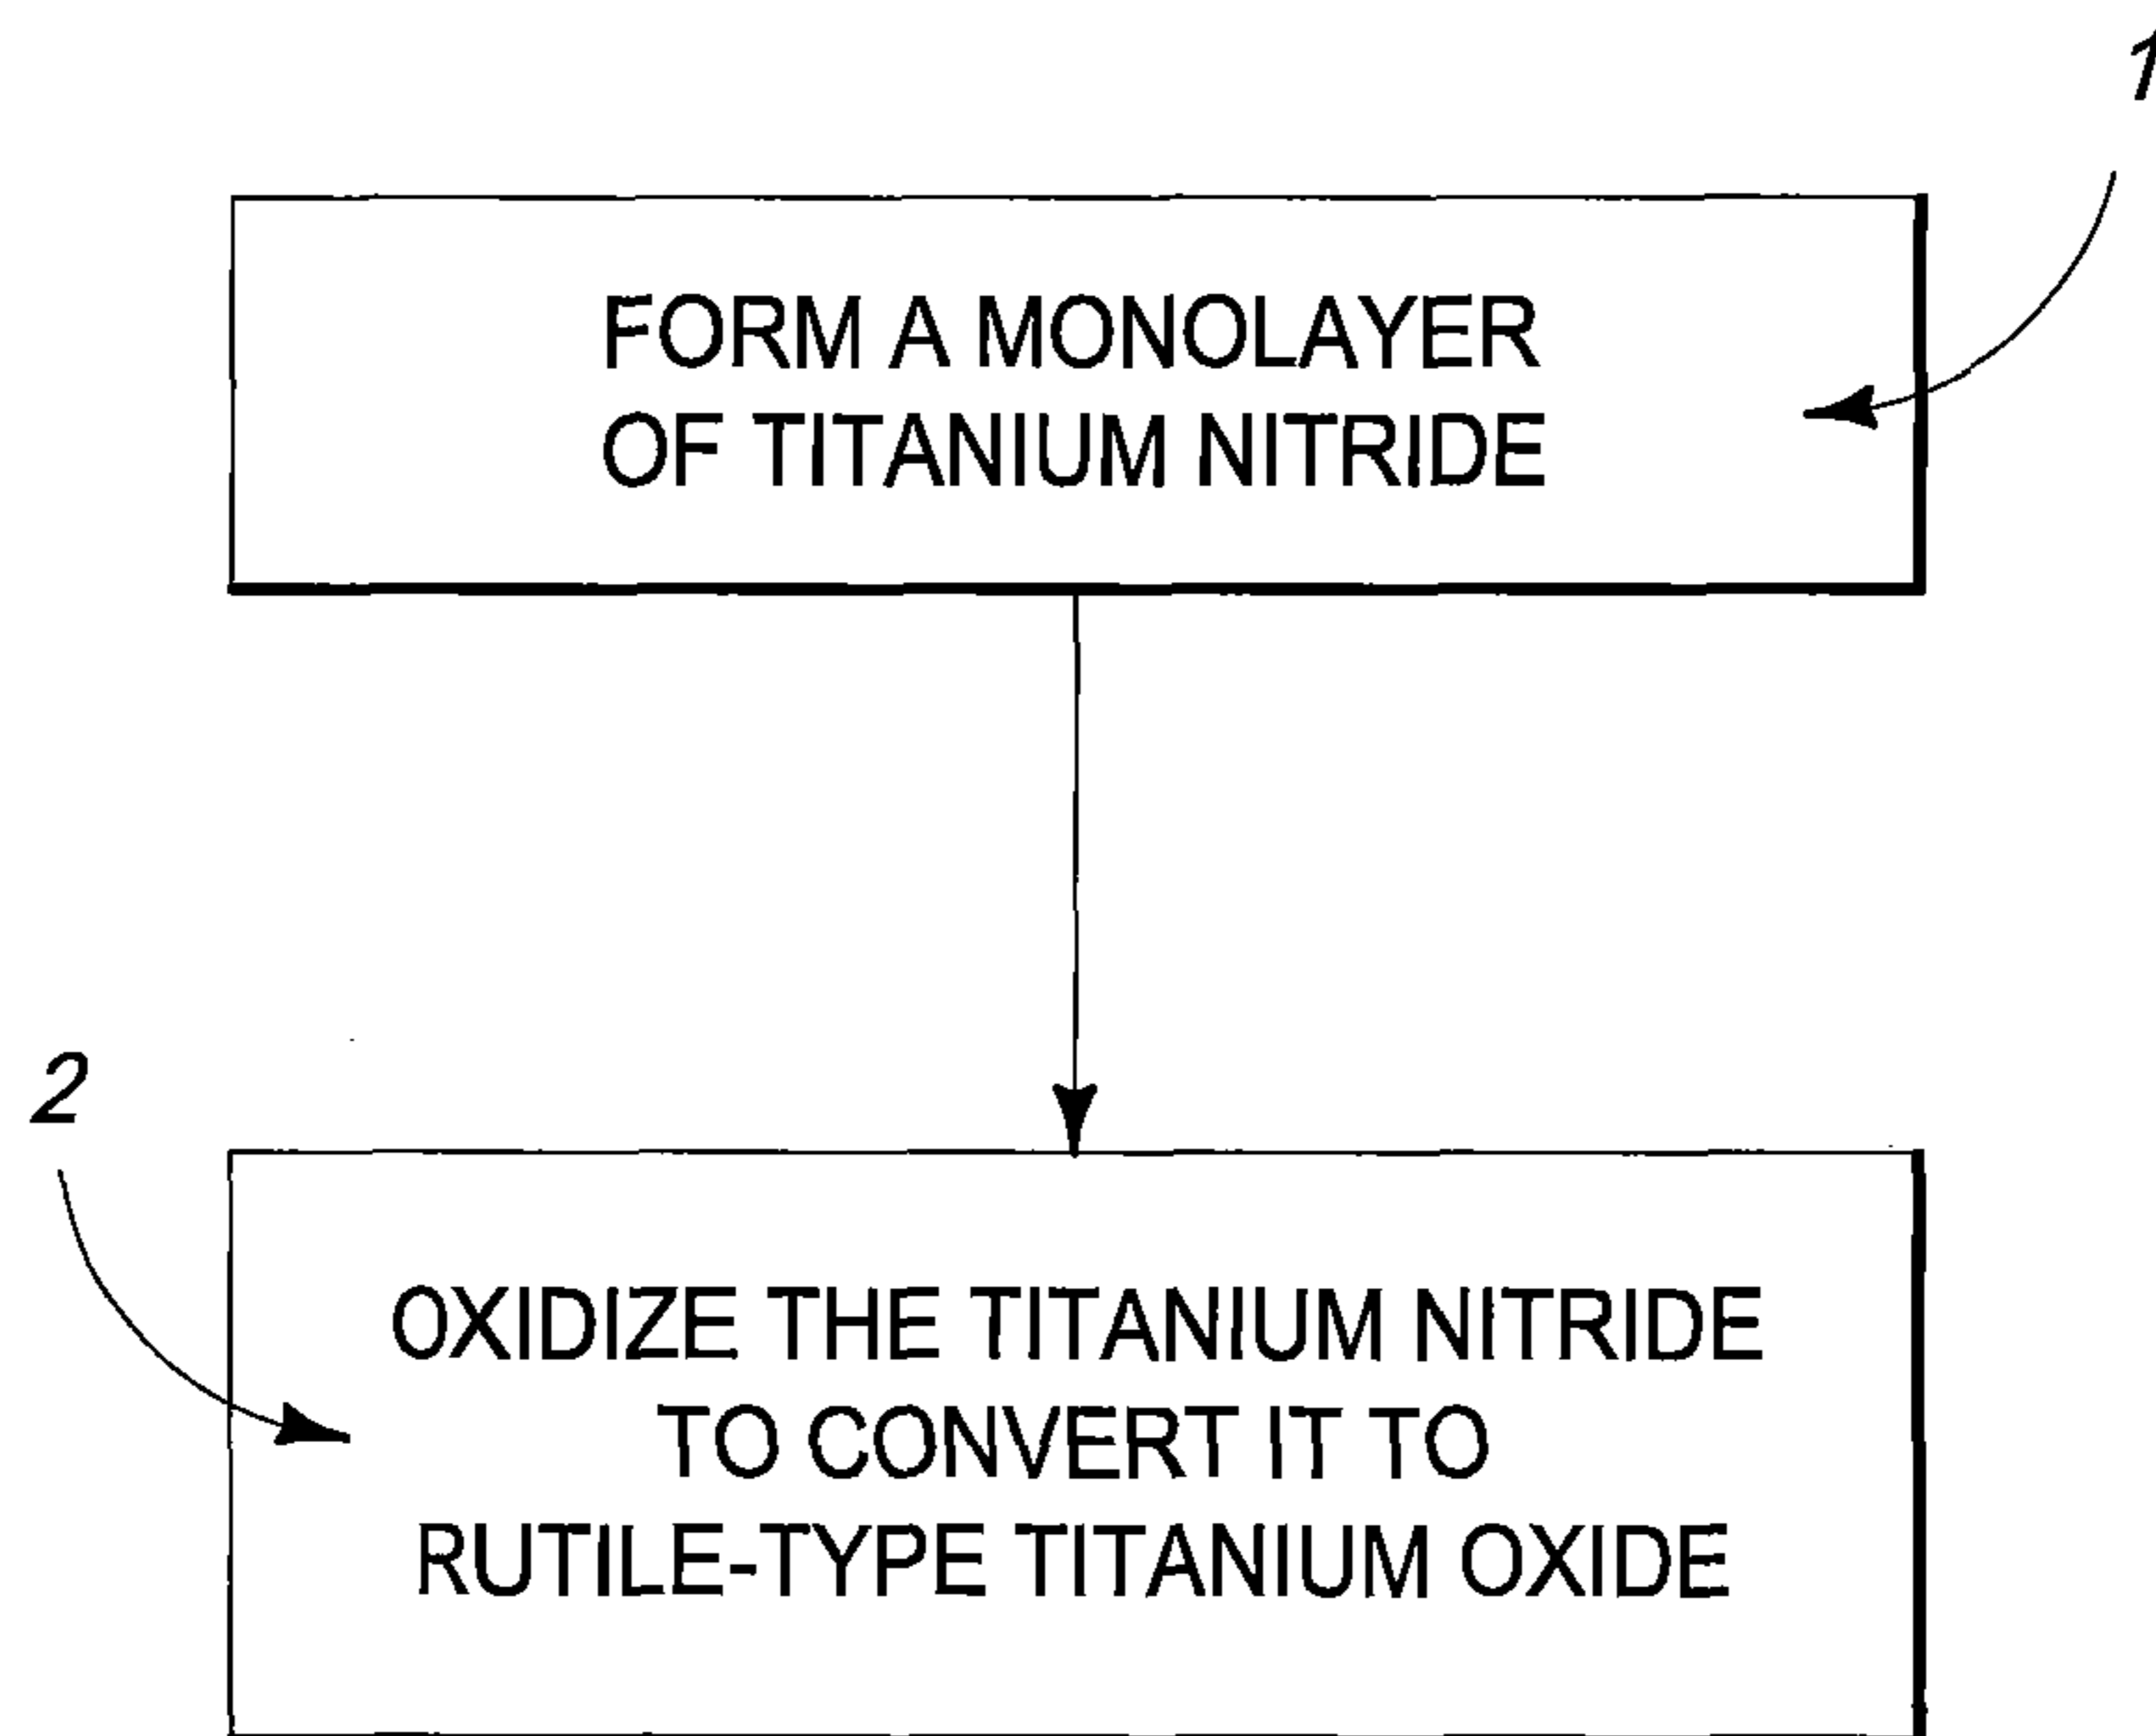 1
FORM A MONOLAYER
OF TITANIUM NITRIDE
2
OXIDIZE THE TITANIUM NITRIDE
TO CONVERT IT TO
RUTILE-TYPE TITANIUM OXIDE